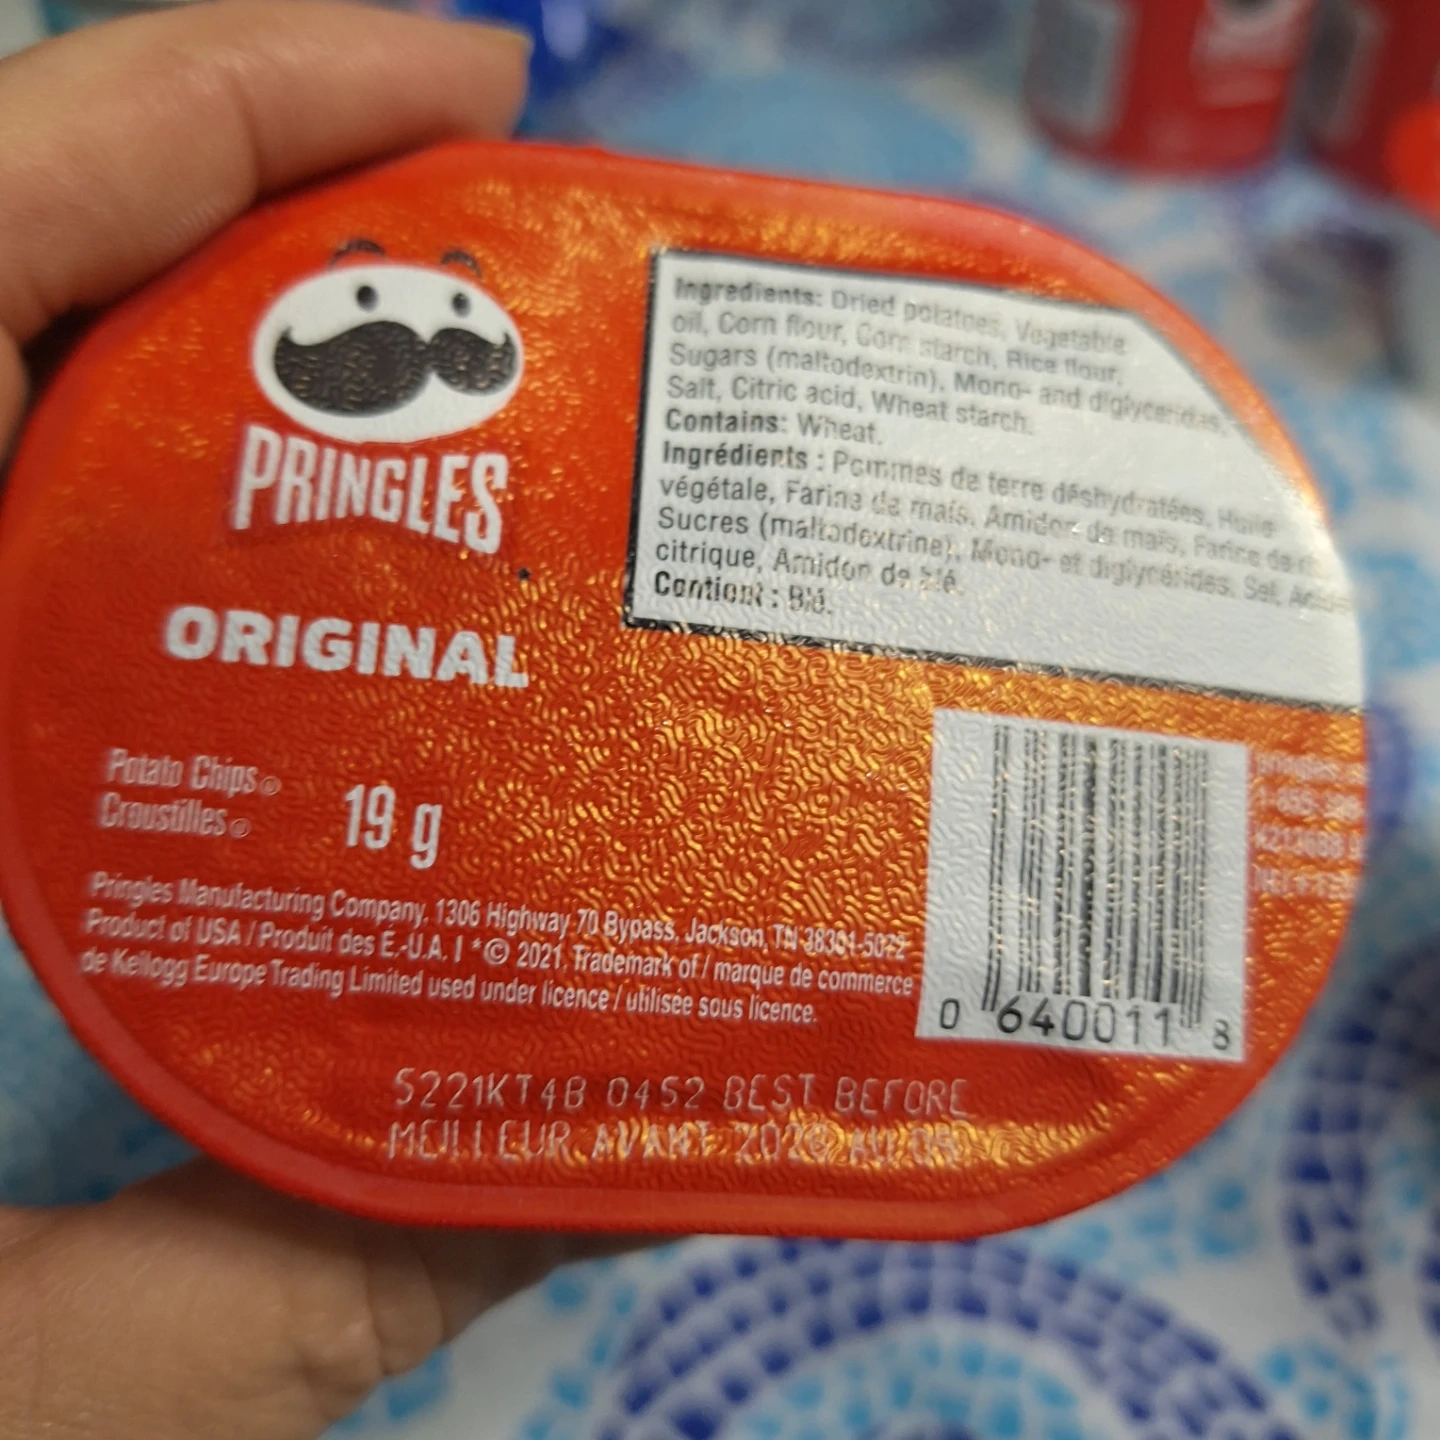 PRINGLES
ORIGINAL
Potato Chips
Croustilles
19 g
Ingredients: Dried potatoes, Vegetable
oil, Corn flour, Corn starch, Rice flour,
Sugars (maltodextrin), Mono- and diglycerides,
Salt, Citric acid, Wheat starch.
Contains: Wheat.
Ingrédients : Pommes de terre déshydratées, Huile
végétale, Farine de maïs, Amidon de maïs, Farine de
Sucres (maltodextrine), Mono- et diglycérides, Sel,
citrique, Amidon de blé.
Contient : Blé.
Pringles Manufacturing Company, 1306 Highway 70 Bypass, Jackson, TN 38301-5072
Product of USA / Produit des É.-U.A. | *© 2021, Trademark of / marque de commerce
de Kellogg Europe Trading Limited used under licence / utilisée sous licence.
0 640011 8
5221KT4B 0452 BEST BEFORE
MEILLEUR AVANT